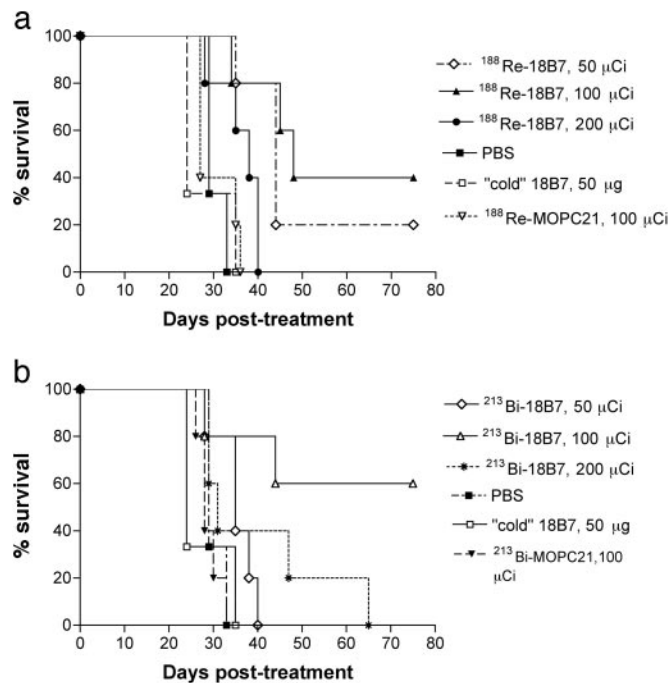 a
100
80
60
40
20
0
% survival
0 10 20 30 40 50 60 70 80
Days post-treatment
¹⁸⁸Re-18B7, 50 μCi
¹⁸⁸Re-18B7, 100 μCi
¹⁸⁸Re-18B7, 200 μCi
PBS
"cold" 18B7, 50 μg
¹⁸⁸Re-MOPC21, 100 μCi
b
100
80
60
40
20
0
% survival
0 10 20 30 40 50 60 70 80
Days post-treatment
²¹³Bi-18B7, 50 μCi
²¹³Bi-18B7, 100 μCi
²¹³Bi-18B7, 200 μCi
PBS
"cold" 18B7, 50 μg
²¹³Bi-MOPC21,100
μCi